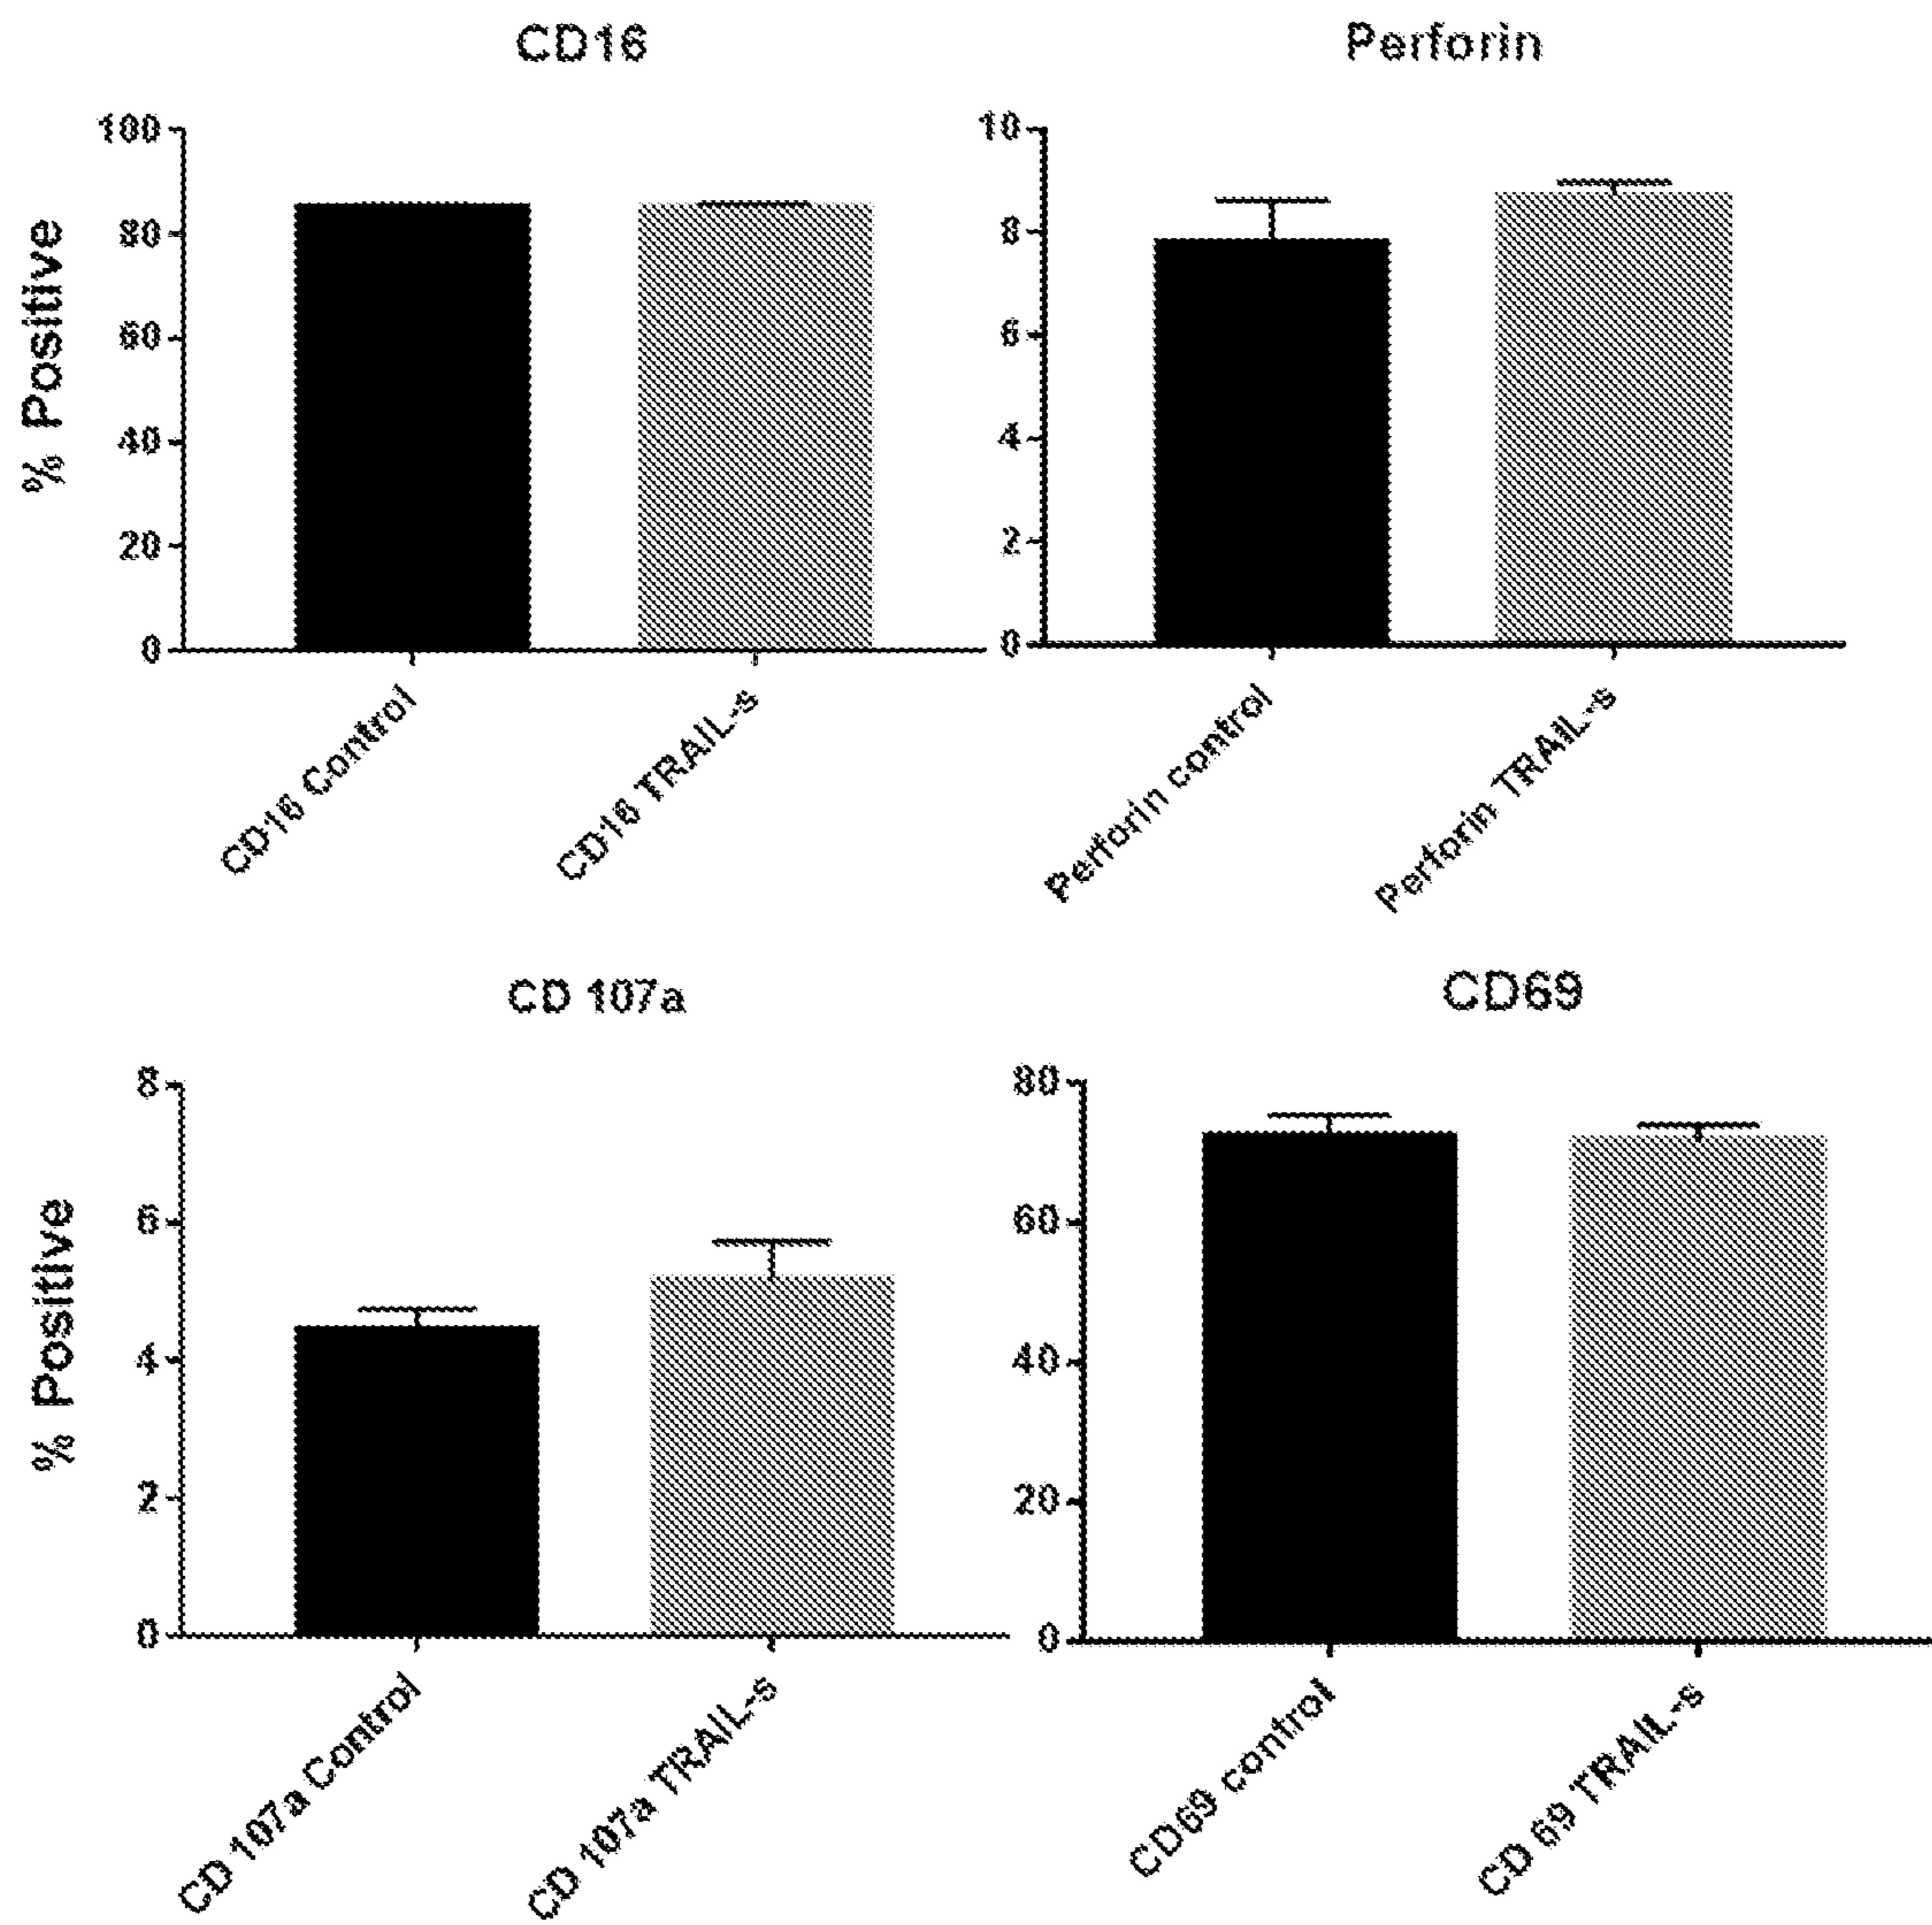 CD16
% Positive
100
80
60
40
20
0
CD16 Control
CD16 TRAIL-s
Perforin
10
8
6
4
2
0
Perforin control
Perforin TRAIL-s
CD 107a
% Positive
8
6
4
2
0
CD 107a Control
CD 107a TRAIL-s
CD69
80
60
40
20
0
CD69 control
CD 69 TRAIL-s